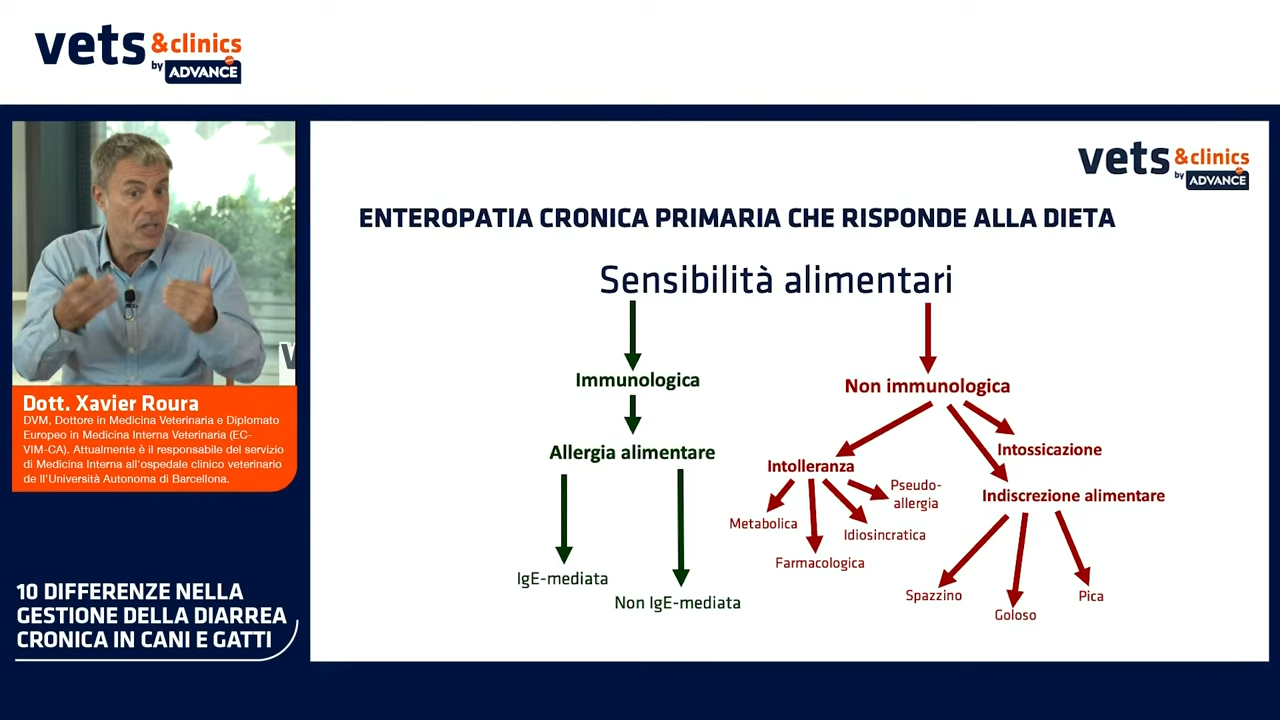 vets &clinics
by ADVANCE
vets &clinics
by ADVANCE
ENTEROPATIA CRONICA PRIMARIA CHE RISPONDE ALLA DIETA
Sensibilità alimentari
Immunologica
Non immunologica
Allergia alimentare
Intossicazione
Intolleranza
Pseudo-
allergia
Indiscrezione alimentare
Metabolica
Idiosincratica
Farmacologica
IgE-mediata
Non IgE-mediata
Spazzino
Goloso
Pica
Dott. Xavier Roura
DVM, Dottore in Medicina Veterinaria e Diplomato
Europeo in Medicina Interna Veterinaria (EC-
VIM-CA). Attualmente è il responsabile del servizio
di Medicina Interna all'ospedale clinico veterinario
de ll'Università Autonoma di Barcellona.
10 DIFFERENZE NELLA
GESTIONE DELLA DIARREA
CRONICA IN CANI E GATTI